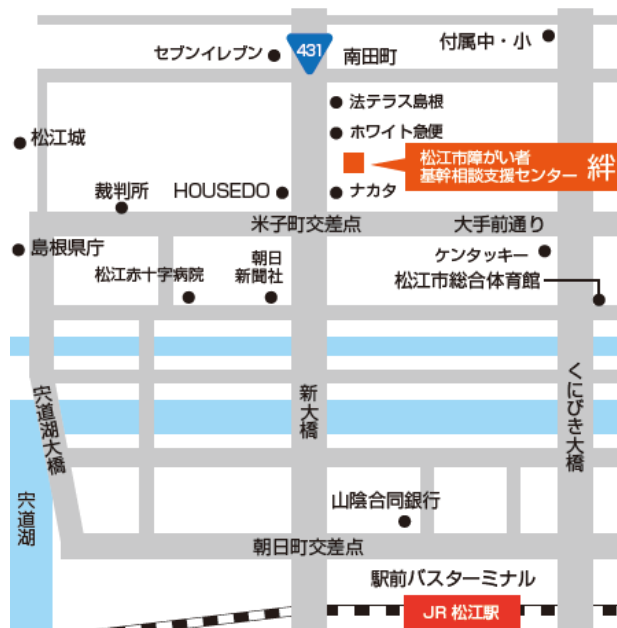 431
付属中・小
セブンイレブン
南田町
法テラス島根
ホワイト急便
松江城
松江市障がい者
基幹相談支援センター 絆
裁判所
HOUSEDO
ナカタ
米子町交差点
大手前通り
島根県庁
ケンタッキー
朝日
新聞社
松江赤十字病院
松江市総合体育館
宍道湖大橋
新大橋
くにびき大橋
宍道湖
山陰合同銀行
朝日町交差点
駅前バスターミナル
JR 松江駅